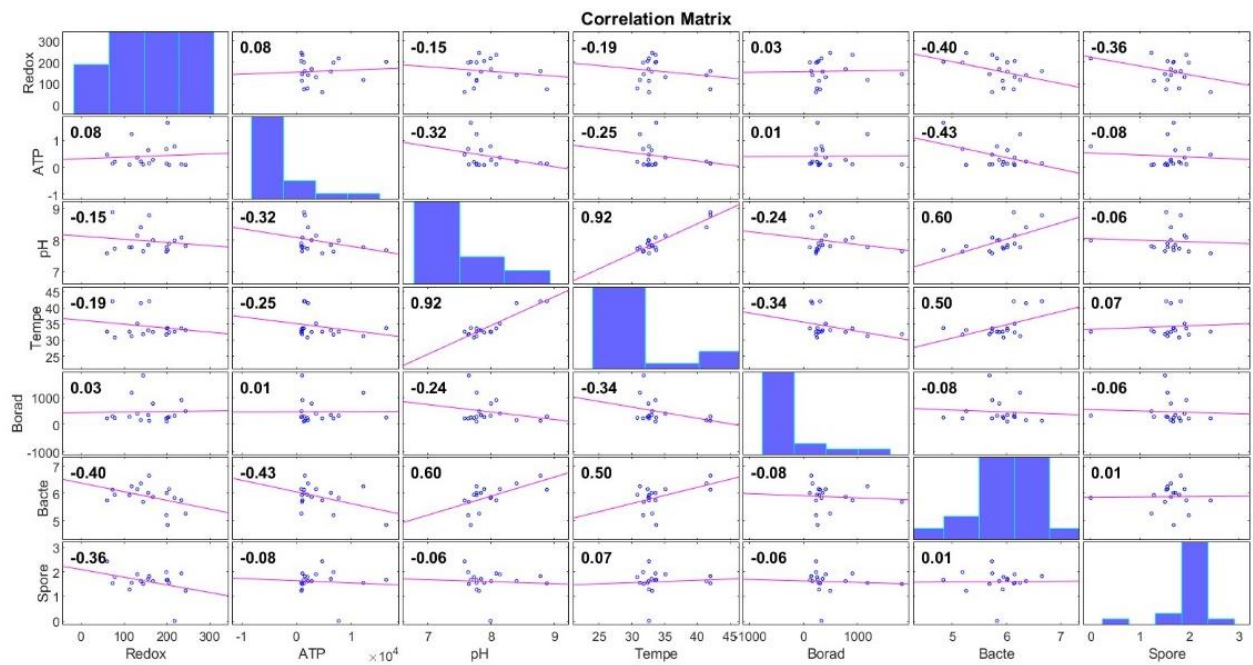 Correlation Matrix
Redox 300 200 100 0 0.08 -0.15 -0.19 0.03 -0.40 -0.36
ATP 1 0 -1 0.08 -0.32 -0.25 0.01 -0.43 -0.08
pH 9 8 7 -0.15 -0.32 0.92 -0.24 0.60 -0.06
Tempe 45 40 35 30 25 -0.19 -0.25 0.92 -0.34 0.50 0.07
Borad 1000 0 -1000 0.03 0.01 -0.24 -0.34 -0.08 -0.06
Bacte 7 6 5 -0.40 -0.43 0.60 0.50 -0.08 0.01
Spore 3 2 1 0 -0.36 -0.08 -0.06 0.07 -0.06 0.01
0 100 200 300 -1 0 1 7 8 9 25 30 35 40 45 1000 0 1000 5 6 7 0 1 2 3
Redox ATP ×10⁴ pH Tempe Borad Bacte Spore